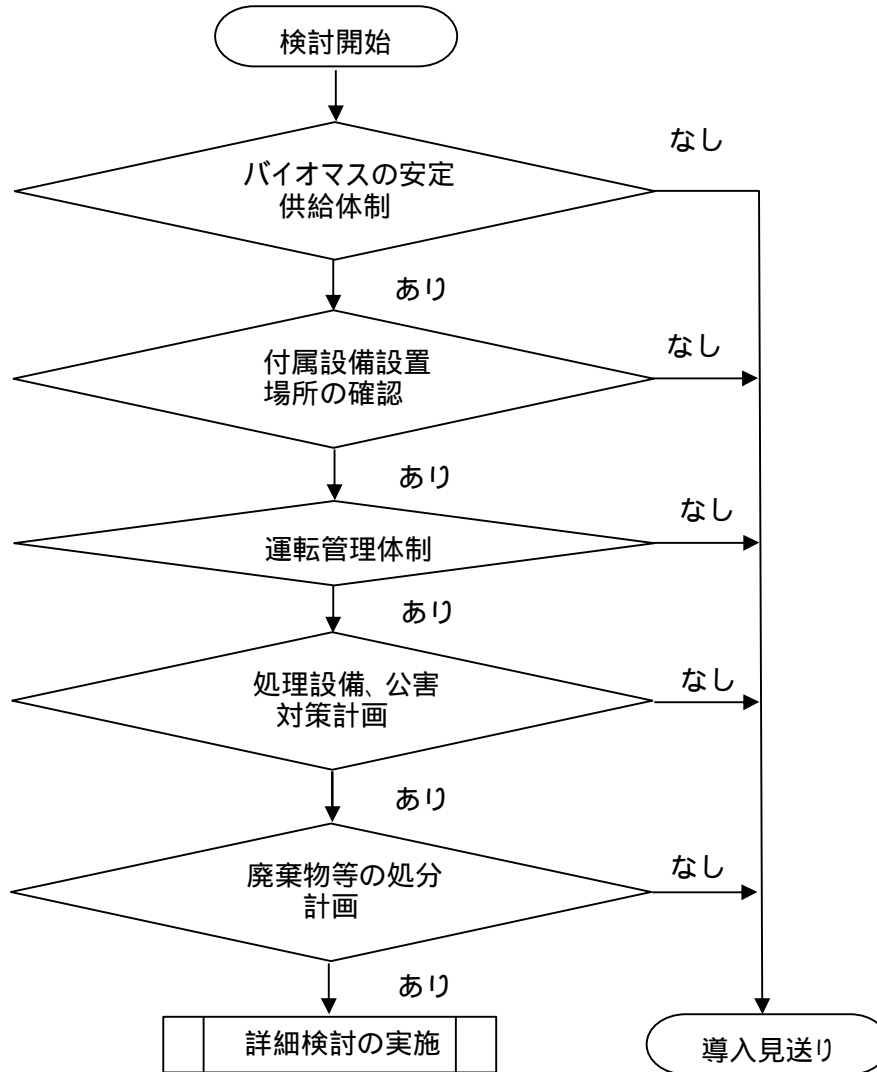 検討開始
なし
バイオマスの安定
供給体制
あり
なし
付属設備設置
場所の確認
あり
なし
運転管理体制
あり
なし
処理設備、公害
対策計画
あり
なし
廃棄物等の処分
計画
あり
詳細検討の実施
導入見送り